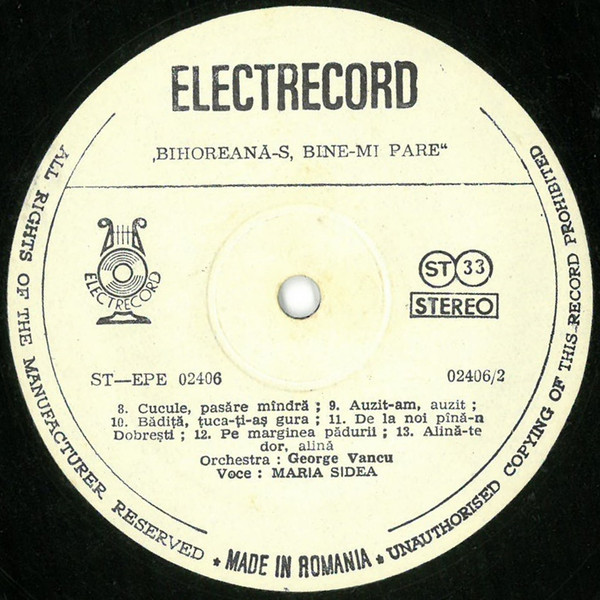 ELECTRECORD
„BIHOREANĂ-S, BINE-MI PARE“
ELECTRECORD
ST 33
STEREO
ST—EPE 02406
02406/2
8. Cucule, pasăre mîndră ; 9. Auzit-am, auzit ;
10. Bădiță, țuca-ți-aș gura ; 11. De la noi pînă-n
Dobrești ; 12. Pe marginea pădurii ; 13. Alină-te
dor, alină
Orchestra : George Vancu
Voce : MARIA SIDEA
ALL RIGHTS OF THE MANUFACTURER RESERVED ★ MADE IN ROMANIA ★ UNAUTHORISED COPYING OF THIS RECORD PROHIBITED